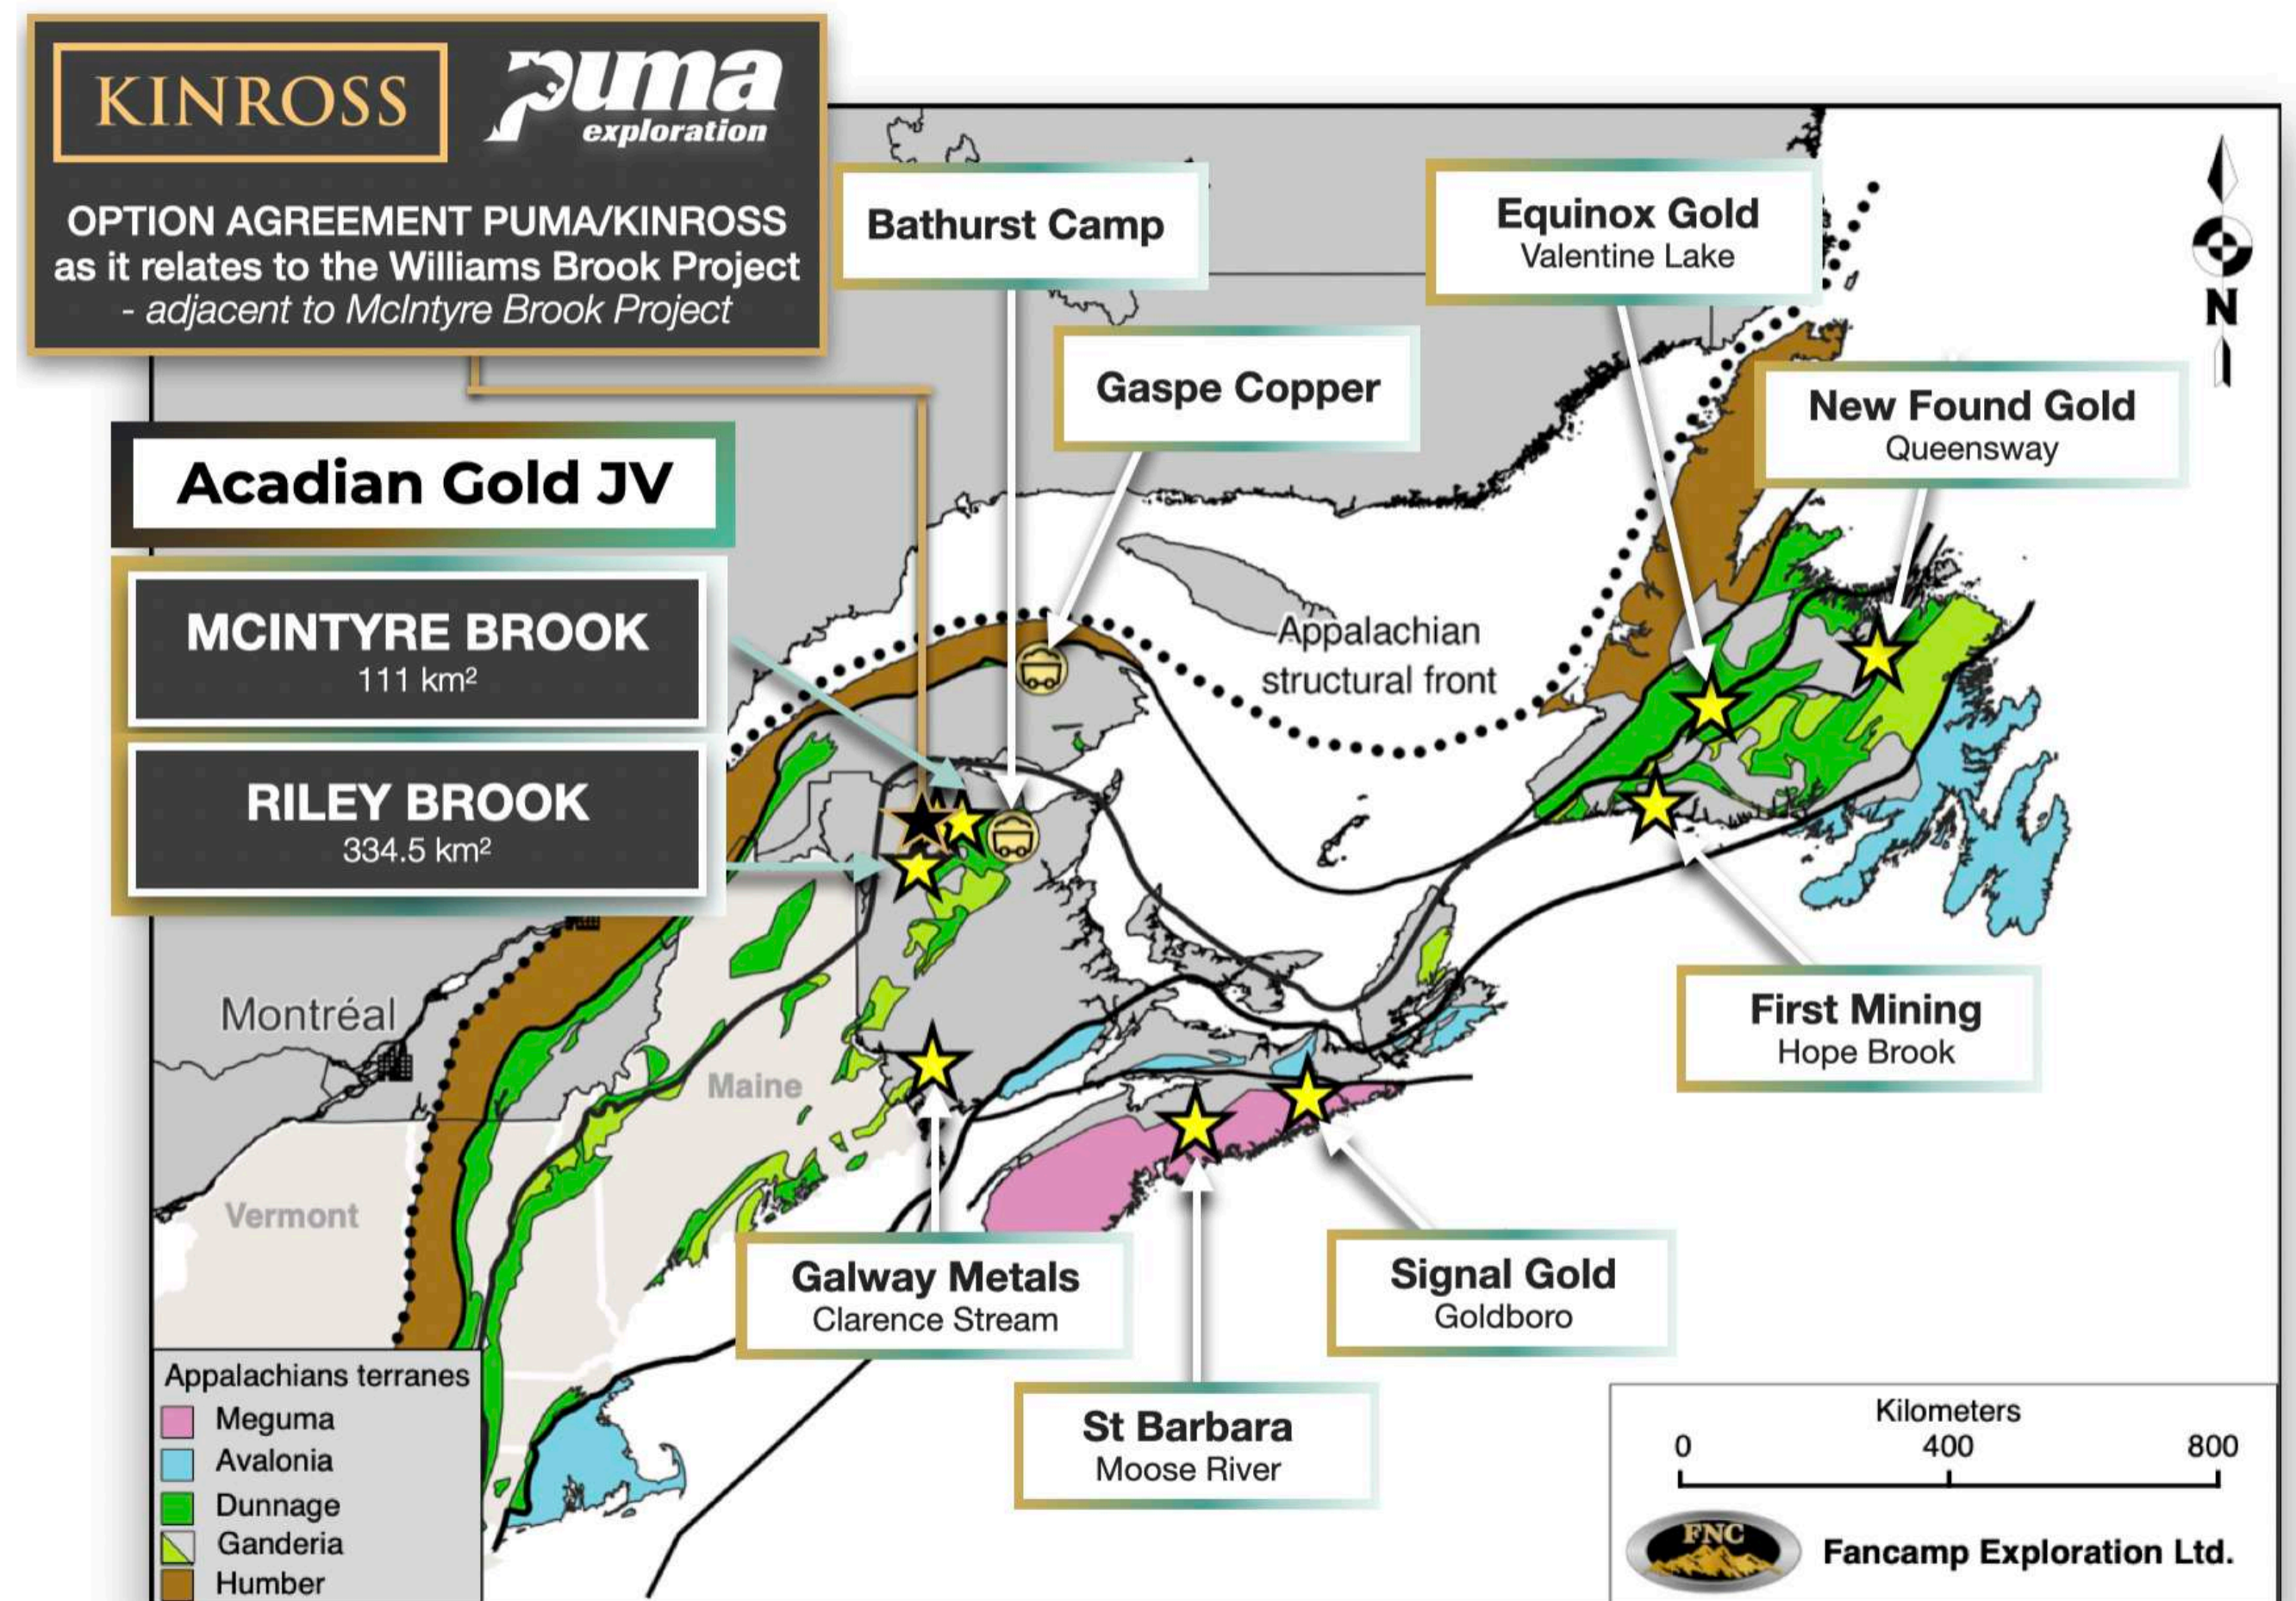 KINROSS
puma
exploration
OPTION AGREEMENT PUMA/KINROSS
as it relates to the Williams Brook Project
- adjacent to McIntyre Brook Project
Bathurst Camp
Equinox Gold
Valentine Lake
N
Gaspe Copper
New Found Gold
Queensway
Acadian Gold JV
MCINTYRE BROOK
111 km²
RILEY BROOK
334.5 km²
Appalachian
structural front
Montréal
Maine
Vermont
First Mining
Hope Brook
Galway Metals
Clarence Stream
Signal Gold
Goldboro
St Barbara
Moose River
Appalachians terranes
Meguma
Avalonia
Dunnage
Ganderia
Humber
Kilometers
0 400 800
FNC
Fancamp Exploration Ltd.